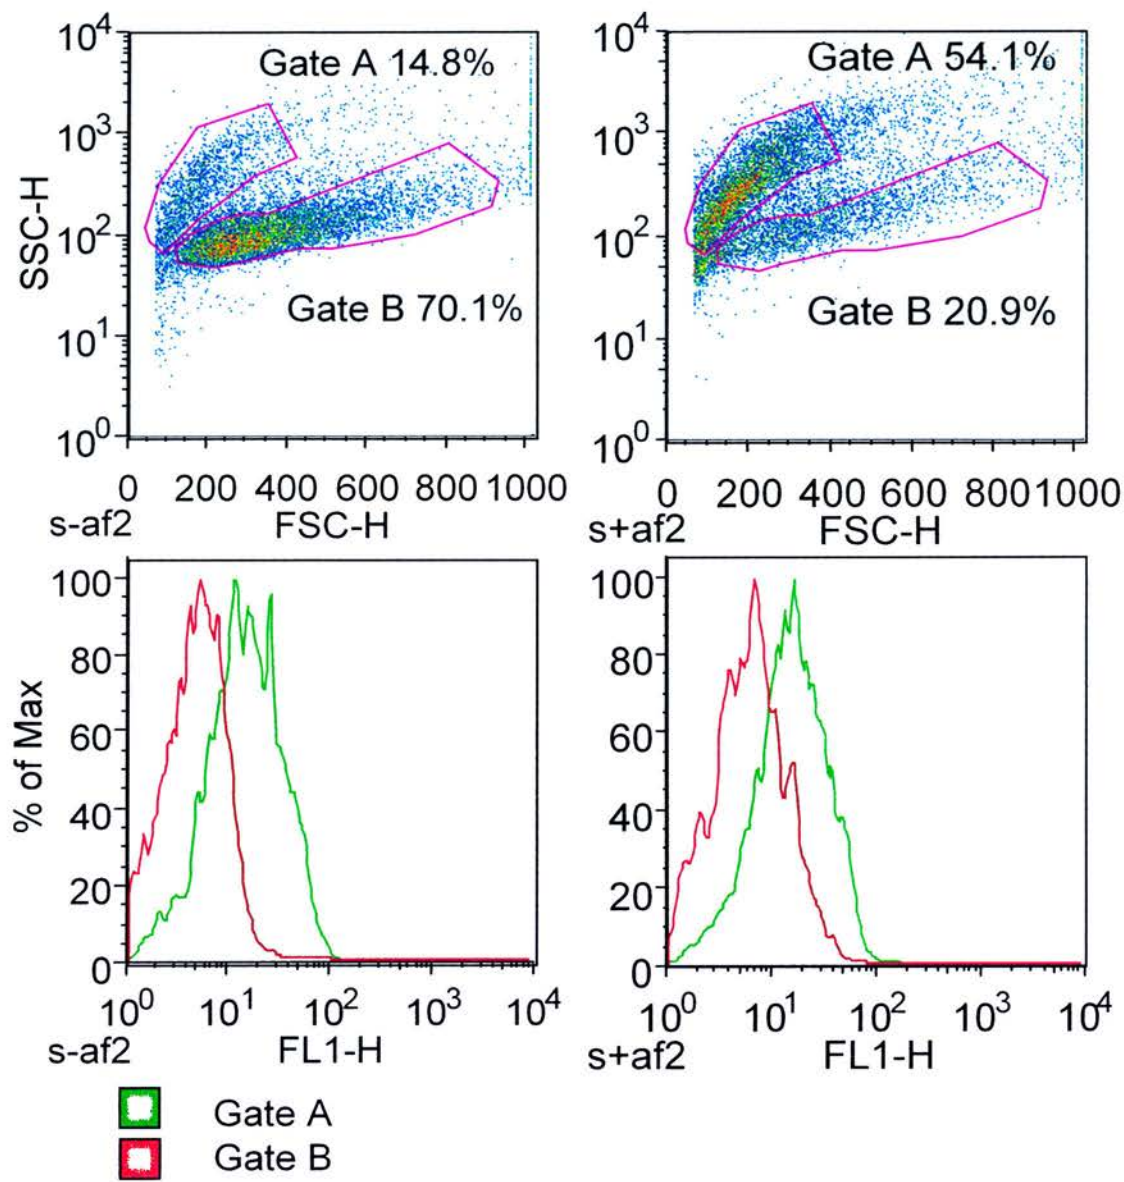 Gate A 14.8%
Gate B 70.1%
SSC-H
10^4
10^3
10^2
10^1
10^0
0 200 400 600 800 1000
s-af2 FSC-H
Gate A 54.1%
Gate B 20.9%
10^4
10^3
10^2
10^1
10^0
0 200 400 600 800 1000
s+af2 FSC-H
% of Max
100
80
60
40
20
0
10^0 10^1 10^2 10^3 10^4
s-af2 FL1-H
100
80
60
40
20
0
10^0 10^1 10^2 10^3 10^4
s+af2 FL1-H
Gate A
Gate B